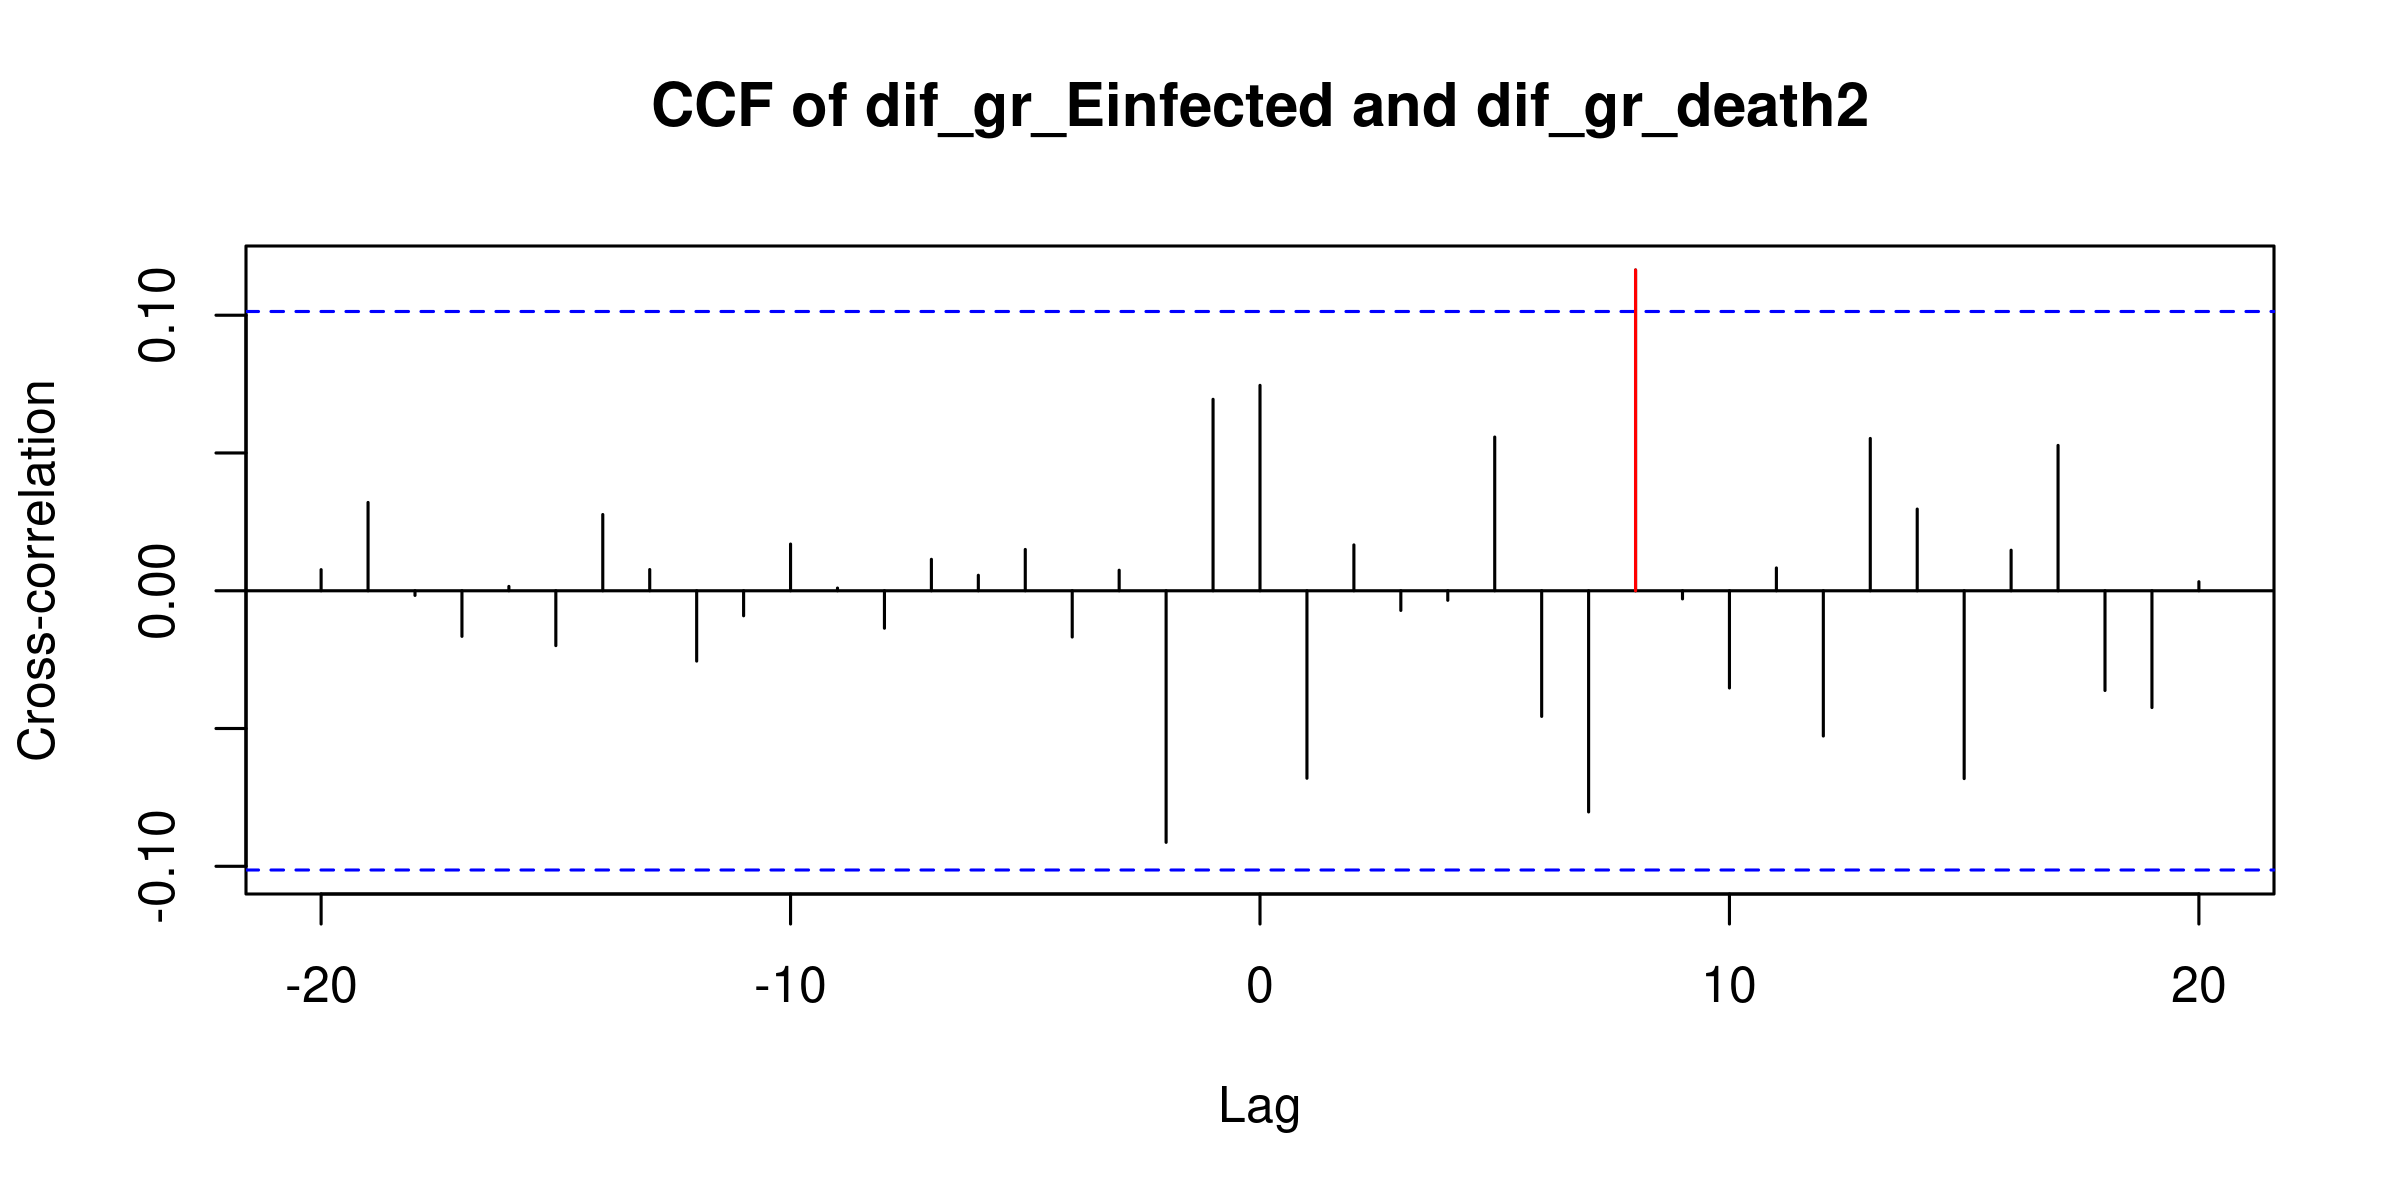 CCF of dif_gr_Einfected and dif_gr_death2
Cross-correlation
0.10
0.00
-0.10
-20 -10 0 10 20
Lag